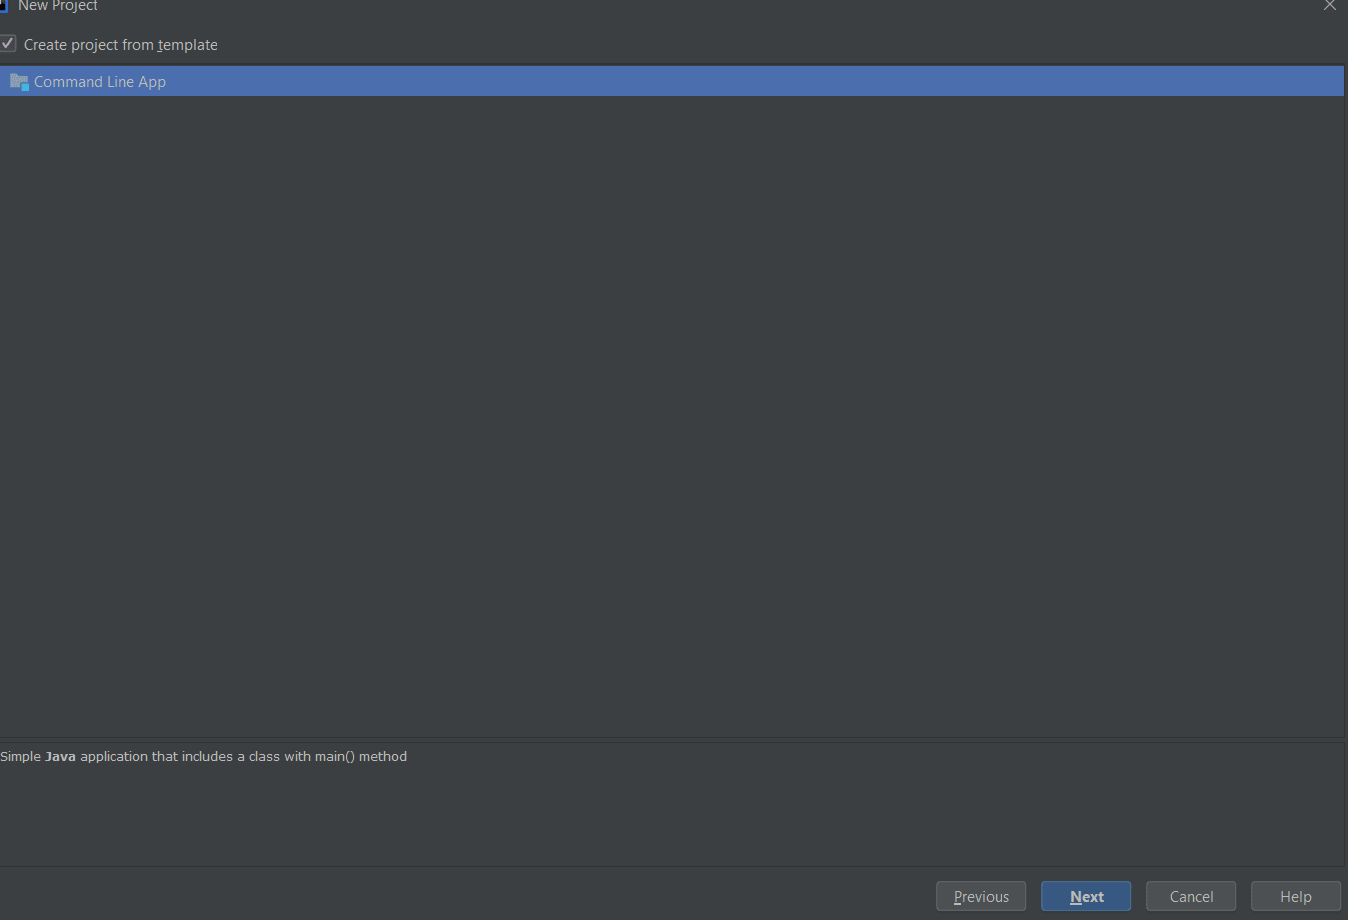 New Project
Create project from template
Command Line App
Simple Java application that includes a class with main() method
Previous Next Cancel Help